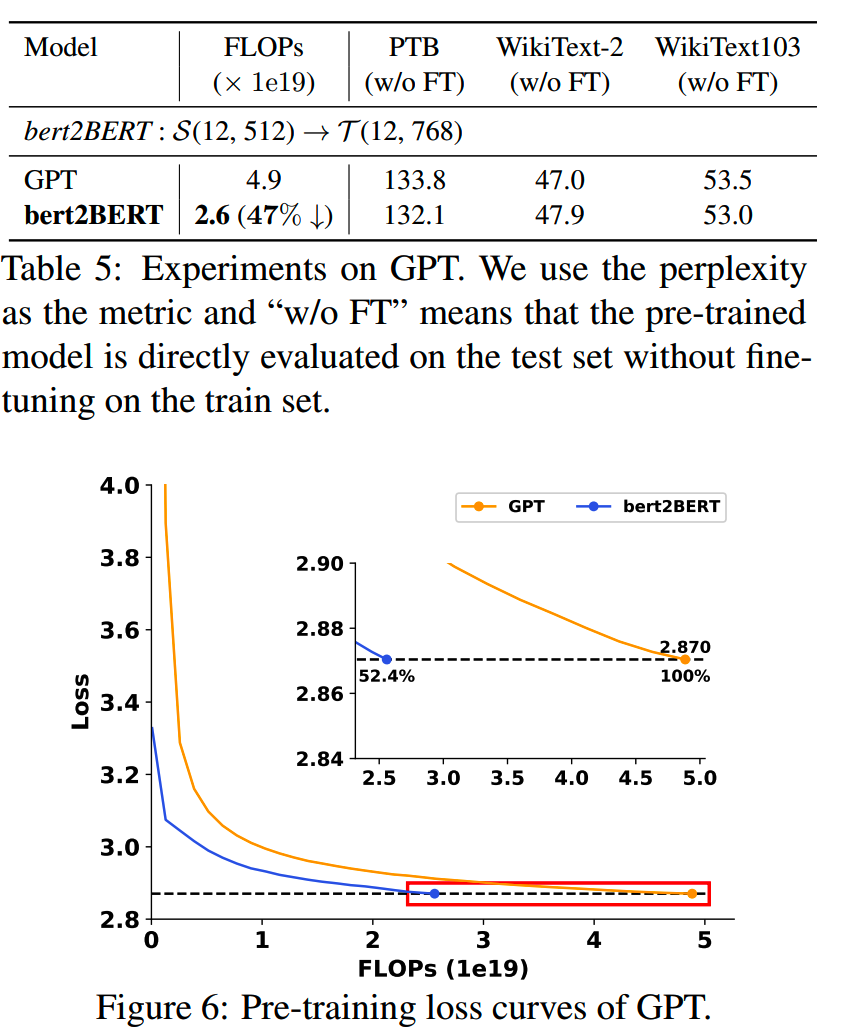 Model FLOPs PTB WikiText-2 WikiText103
(× 1e19) (w/o FT) (w/o FT) (w/o FT)
bert2BERT : S(12, 512) → T(12, 768)
GPT 4.9 133.8 47.0 53.5
bert2BERT 2.6 (47% ↓) 132.1 47.9 53.0
Table 5: Experiments on GPT. We use the perplexity
as the metric and “w/o FT” means that the pre-trained
model is directly evaluated on the test set without fine-
tuning on the train set.
4.0
3.8
3.6
3.4
3.2
3.0
2.8
Loss
GPT bert2BERT
2.90
2.88
2.86
2.84
2.870
52.4% 100%
2.5 3.0 3.5 4.0 4.5 5.0
0 1 2 3 4 5
FLOPs (1e19)
Figure 6: Pre-training loss curves of GPT.